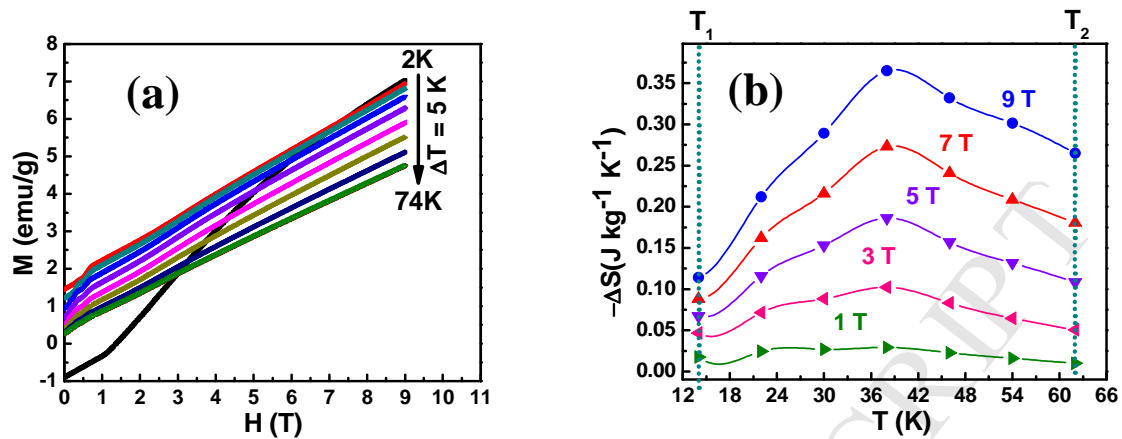 (a)
2K
ΔT = 5 K
74K
M (emu/g)
8
7
6
5
4
3
2
1
0
-1
0 1 2 3 4 5 6 7 8 9 10 11
H (T)
T1 T2
(b)
9 T
7 T
5 T
3 T
1 T
−ΔS(J kg-1 K-1)
0.35
0.30
0.25
0.20
0.15
0.10
0.05
0.00
12 18 24 30 36 42 48 54 60 66
T (K)
CRIPT